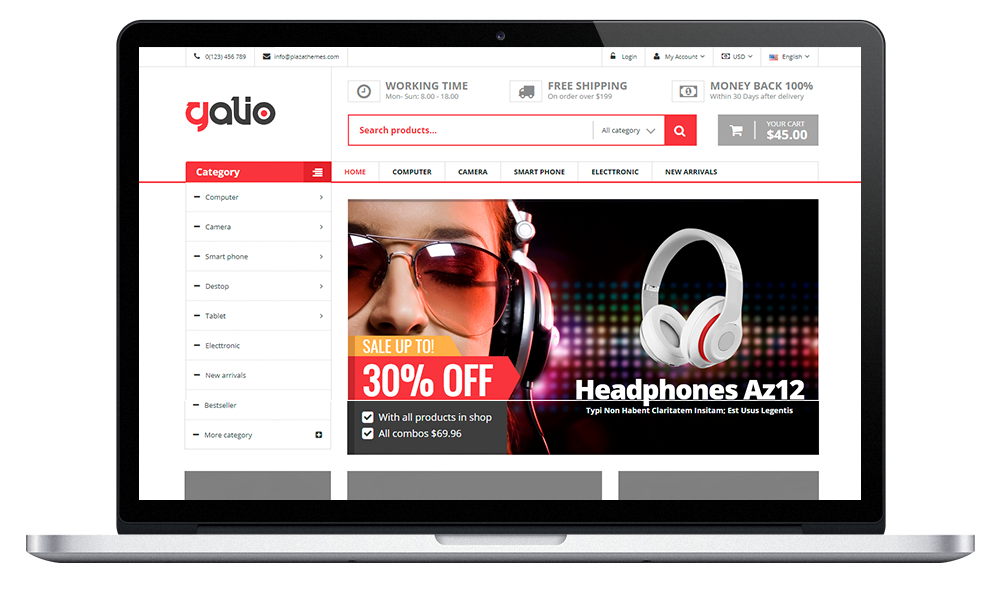 0(123) 456 789
info@plazathemes.com
Login
My Account
USD
English
yalio
WORKING TIME
Mon- Sun: 8.00 - 18.00
FREE SHIPPING
On order over $199
MONEY BACK 100%
Within 30 Days after delivery
Search products...
All category
YOUR CART
$45.00
Category
HOME
COMPUTER
CAMERA
SMART PHONE
ELECTTRONIC
NEW ARRIVALS
Computer
Camera
Smart phone
Destop
Tablet
Electtronic
New arrivals
Bestseller
More category
SALE UP TO!
30% OFF
With all products in shop
All combos $69.96
Headphones Az12
Typi Non Habent Claritatem Insitam; Est Usus Legentis